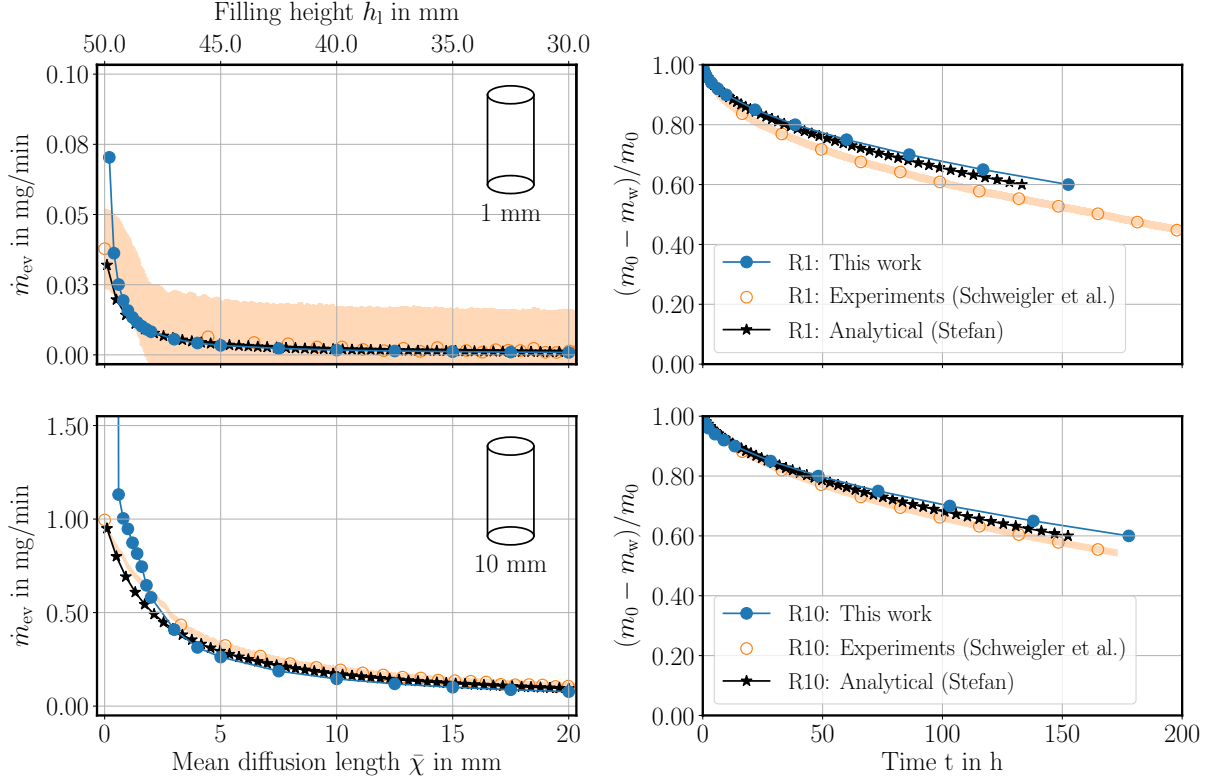 Filling height h_l in mm
50.0 45.0 40.0 35.0 30.0
0.10
0.08
0.05
0.03
0.00
ṁ_ev in mg/min
1 mm
1.00
0.80
0.60
0.40
0.20
0.00
0 50 100 150 200
(m_0 − m_w)/m_0
R1: This work
R1: Experiments (Schweigler et al.)
R1: Analytical (Stefan)
1.50
1.00
0.50
0.00
0 5 10 15 20
ṁ_ev in mg/min
10 mm
Mean diffusion length χ̄ in mm
1.00
0.80
0.60
0.40
0.20
0.00
0 50 100 150 200
(m_0 − m_w)/m_0
R10: This work
R10: Experiments (Schweigler et al.)
R10: Analytical (Stefan)
Time t in h